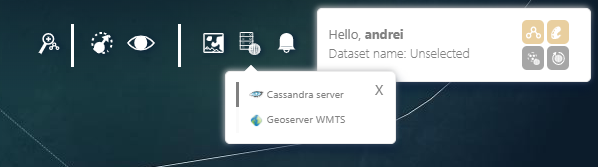 Hello, andrei
Dataset name: Unselected
Cassandra server
X
Geoserver WMTS